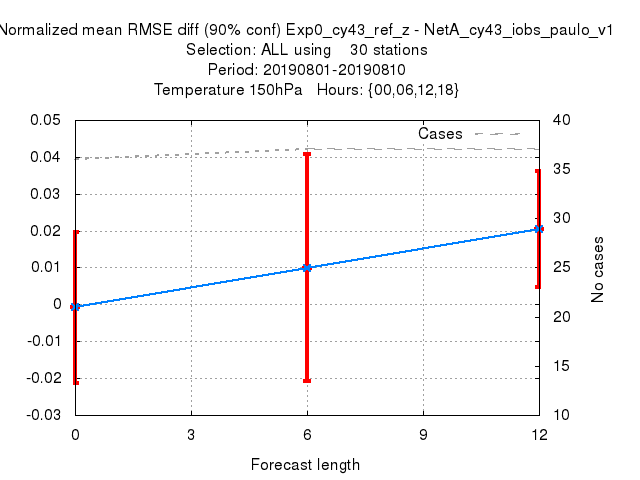 Normalized mean RMSE diff (90% conf) Exp0_cy43_ref_z - NetA_cy43_iobs_paulo_v1
Selection: ALL using 30 stations
Period: 20190801-20190810
Temperature 150hPa Hours: {00,06,12,18}
Cases
0.05
0.04
0.03
0.02
0.01
0
-0.01
-0.02
-0.03
40
35
30
25
20
15
10
No cases
0 3 6 9 12
Forecast length